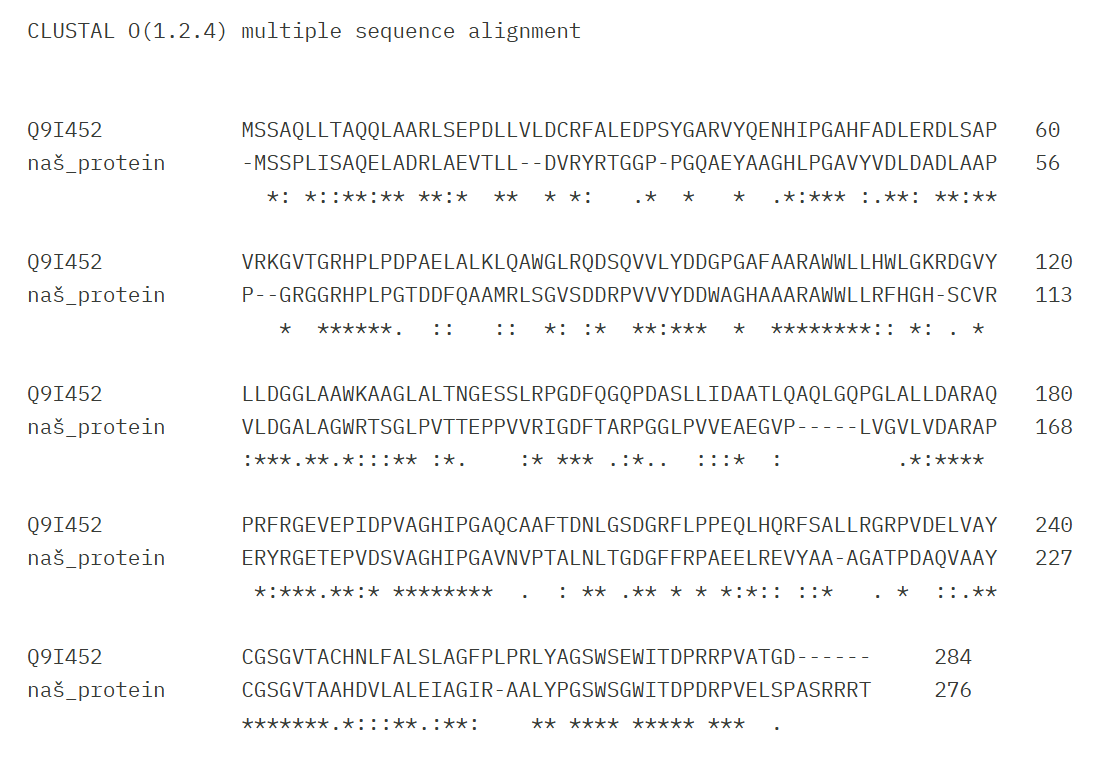 CLUSTAL O(1.2.4) multiple sequence alignment
Q9I452 MSSAQLLTAQQLAARLSEPDLLVLDCRFALEDPSYGARVYQENHIPGAHFADLERDLSAP 60
naš_protein -MSSPLISAQELADRLAEVTLL--DVRYRTGGP-PGQAEYAAGHLPGAVYVDLDADLAAP 56
  *: *::**:** **:*  **  * *:   .*  *   *  .*:*** :.**: **:**
Q9I452 VRKGVTGRHPLPDPAELALKLQAWGLRQDSQVVLYDDGPGAFAARAWWLLHWLGKRDGVY 120
naš_protein P--GRGGRHPLPGTDDFQAAMRLSGVSDDRPVVVYDDWAGHAAARAWWLLRFHGH-SCVR 113
   *  ******.  ::   ::  *: :*  **:***  *  ********:: *: . *
Q9I452 LLDGGLAAWKAAGLALTNGESSLRPGDFQGQPDASLLIDAATLQAQLGQPGLALLDARAQ 180
naš_protein VLDGALAGWRTSGLPVTTEPPVVRIGDFTARPGGLPVVEAEGVP-----LVGVLVDARAP 168
:***.**.*:::** :*.    :* *** .:*..  :::*  :         .*:****
Q9I452 PRFRGEVEPIDPVAGHIPGAQCAAFTDNLGSDGRFLPPEQLHQRFSALLRGRPVDELVAY 240
naš_protein ERYRGETEPVDSVAGHIPGAVNVPTALNLTGDGFFRPAEELREVYAA-AGATPDAQVAAY 227
 *:***.**:* ********  .  : ** .** * * *:*:: ::*   . *  ::.**
Q9I452 CGSGVTACHNLFALSLAGFPLPRLYAGSWSEWITDPRRPVATGD------ 284
naš_protein CGSGVTAAHDVLALEIAGIR-AALYPGSWSGWITDPDRPVELSPASRRRT 276
*******.*:::**.:**:    ** **** ***** ***  .